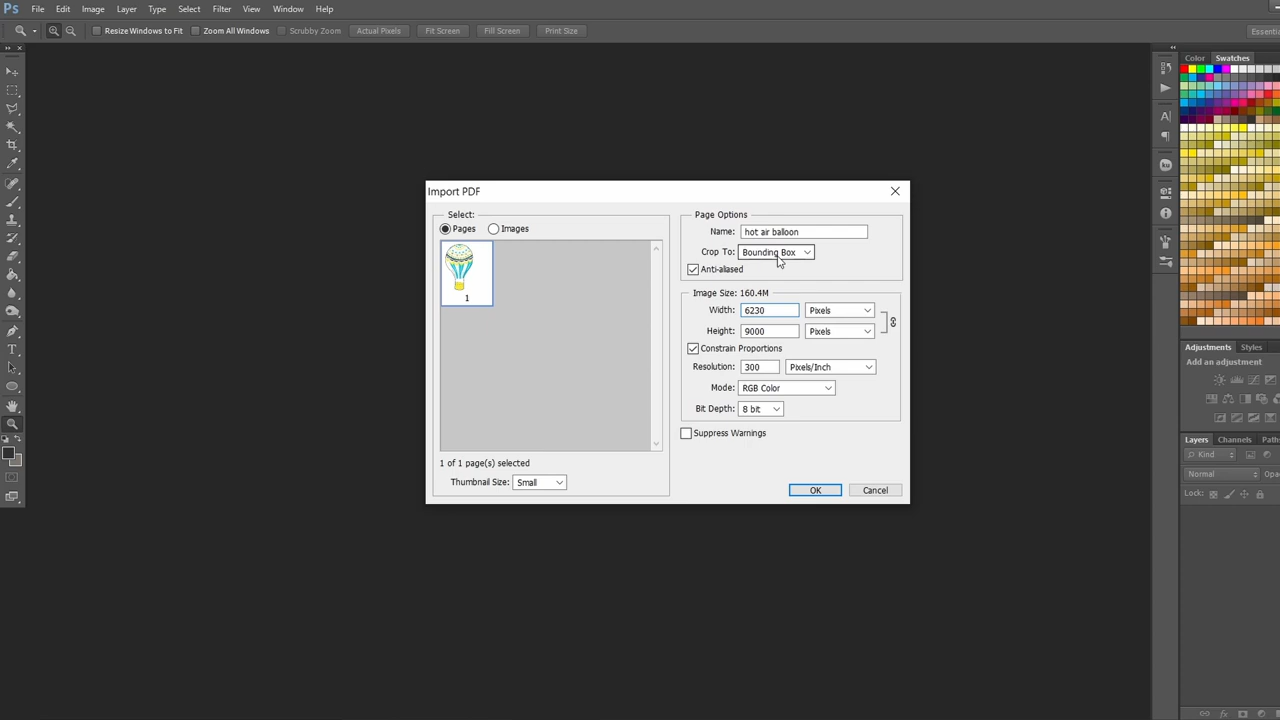 Ps File Edit Image Layer Type Select Filter View Window Help
Resize Windows to Fit Zoom All Windows Scrubby Zoom Actual Pixels Fit Screen Fill Screen Print Size
Color Swatches
Import PDF
Select:
Pages Images
1
1 of 1 page(s) selected
Thumbnail Size: Small
Page Options
Name: hot air balloon
Crop To: Bounding Box
Anti-aliased
Image Size: 160.4M
Width: 6230 Pixels
Height: 9000 Pixels
Constrain Proportions
Resolution: 300 Pixels/Inch
Mode: RGB Color
Bit Depth: 8 bit
Suppress Warnings
OK Cancel
Adjustments Styles
Add an adjustment
Layers Channels
Kind
Normal
Lock: